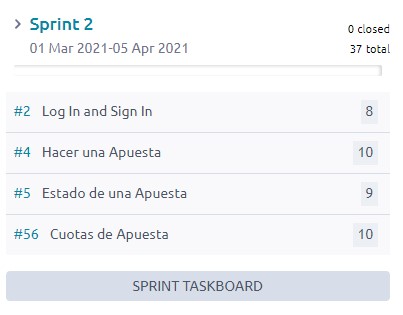 Sprint 2
0 closed
01 Mar 2021-05 Apr 2021
37 total
#2 Log In and Sign In 8
#4 Hacer una Apuesta 10
#5 Estado de una Apuesta 9
#56 Cuotas de Apuesta 10
SPRINT TASKBOARD